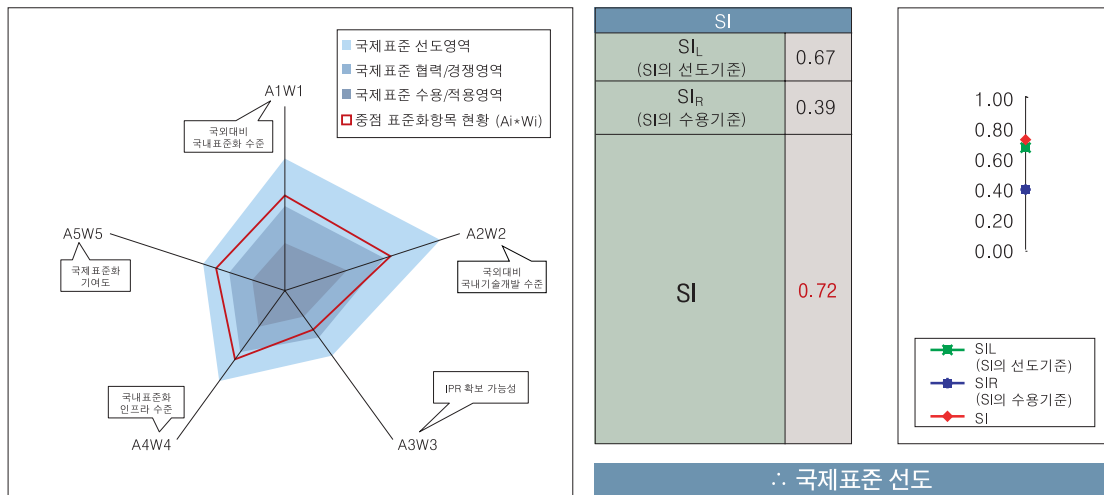 국제표준 선도영역
국제표준 협력/경쟁영역
국제표준 수용/적용영역
중점 표준화항목 현황 (Ai*Wi)
A1W1
국외대비
국내표준화 수준
A2W2
국외대비
국내기술개발 수준
A5W5
국제표준화
기여도
국내표준화
인프라 수준
A4W4
IPR 확보 가능성
A3W3
SI
SIL
(SI의 선도기준)
0.67
SIR
(SI의 수용기준)
0.39
SI
0.72
1.00
0.80
0.60
0.40
0.20
0.00
SIL
(SI의 선도기준)
SIR
(SI의 수용기준)
SI
∴ 국제표준 선도